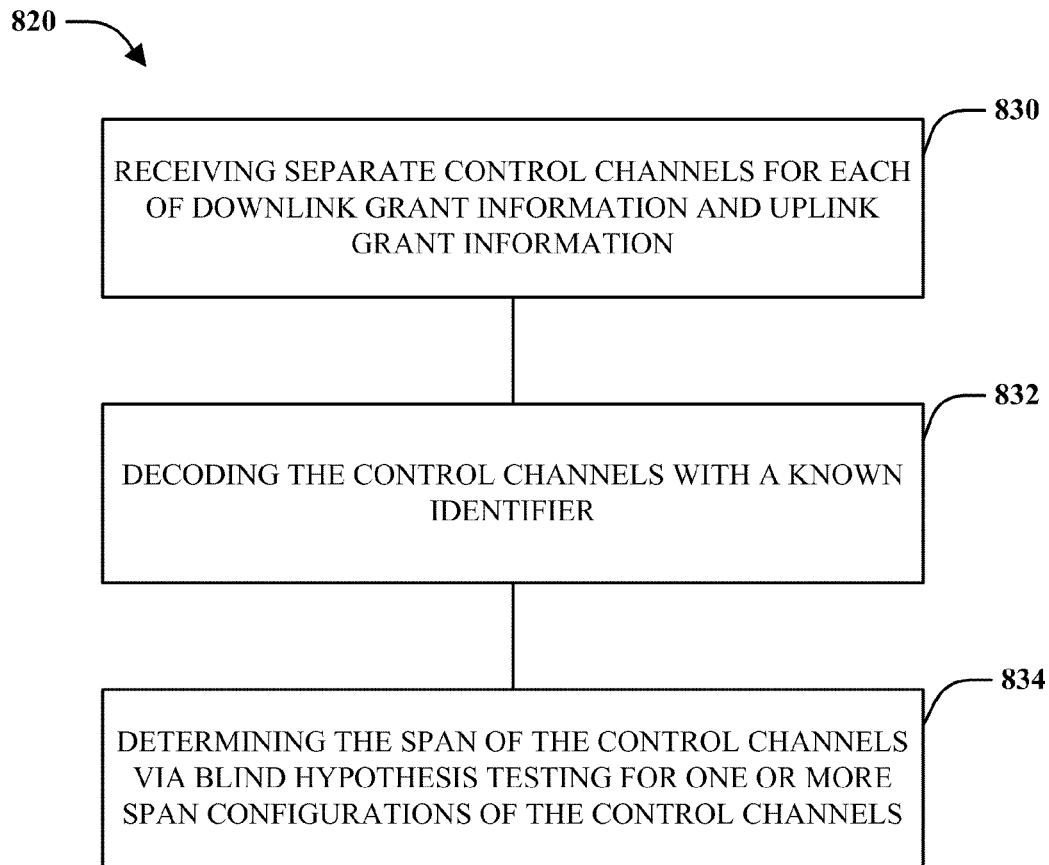 820
830
RECEIVING SEPARATE CONTROL CHANNELS FOR EACH
OF DOWNLINK GRANT INFORMATION AND UPLINK
GRANT INFORMATION
832
DECODING THE CONTROL CHANNELS WITH A KNOWN
IDENTIFIER
834
DETERMINING THE SPAN OF THE CONTROL CHANNELS
VIA BLIND HYPOTHESIS TESTING FOR ONE OR MORE
SPAN CONFIGURATIONS OF THE CONTROL CHANNELS